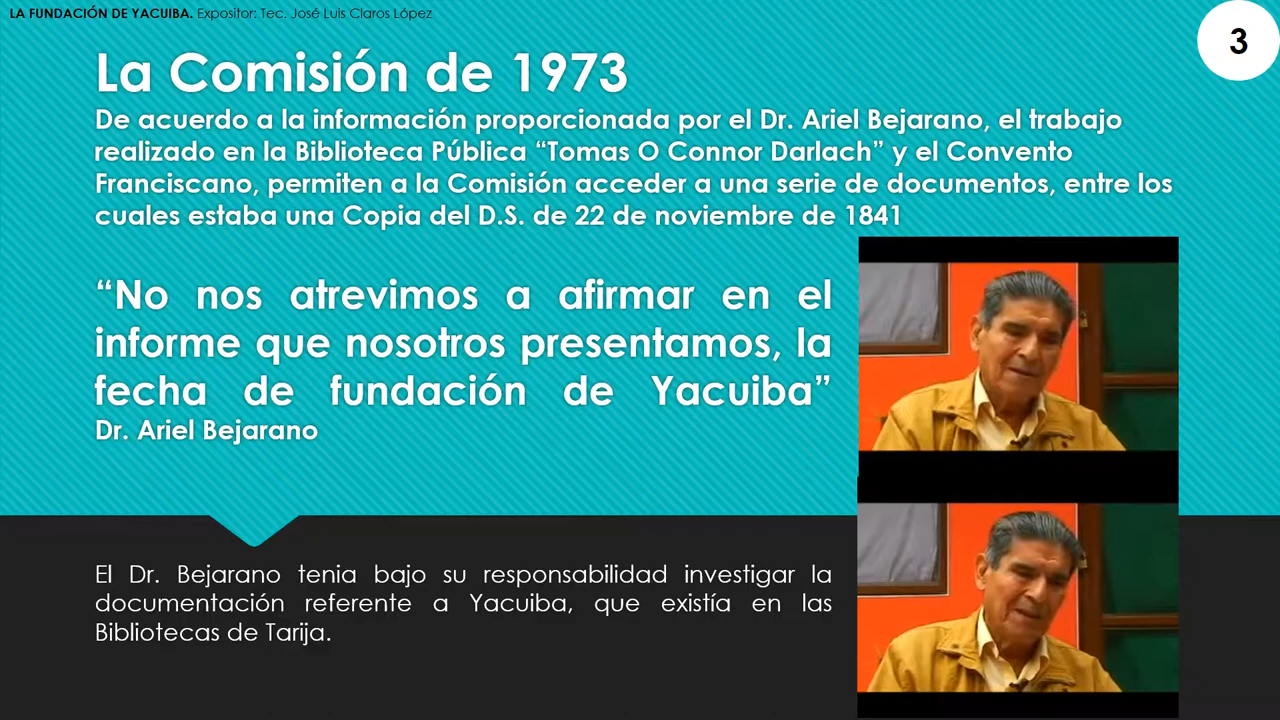 LA FUNDACIÓN DE YACUIBA. Expositor: Tec. José Luis Claros López
3
La Comisión de 1973
De acuerdo a la información proporcionada por el Dr. Ariel Bejarano, el trabajo
realizado en la Biblioteca Pública “Tomas O Connor Darlach” y el Convento
Franciscano, permiten a la Comisión acceder a una serie de documentos, entre los
cuales estaba una Copia del D.S. de 22 de noviembre de 1841
“No nos atrevimos a afirmar en el
informe que nosotros presentamos, la
fecha de fundación de Yacuiba”
Dr. Ariel Bejarano
El Dr. Bejarano tenia bajo su responsabilidad investigar la
documentación referente a Yacuiba, que existía en las
Bibliotecas de Tarija.